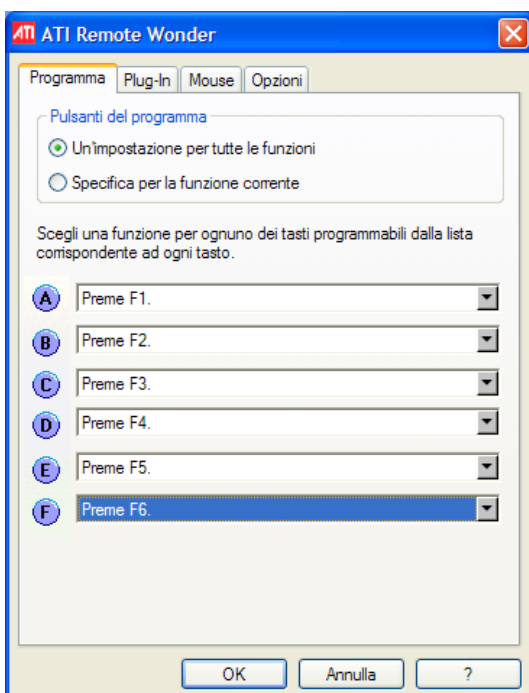 ATI ATI Remote Wonder
Programma Plug-In Mouse Opzioni
Pulsanti del programma
Un'impostazione per tutte le funzioni
Specifica per la funzione corrente
Scegli una funzione per ognuno dei tasti programmabili dalla lista
corrispondente ad ogni tasto.
A Preme F1.
B Preme F2.
C Preme F3.
D Preme F4.
E Preme F5.
F Preme F6.
OK Annulla ?